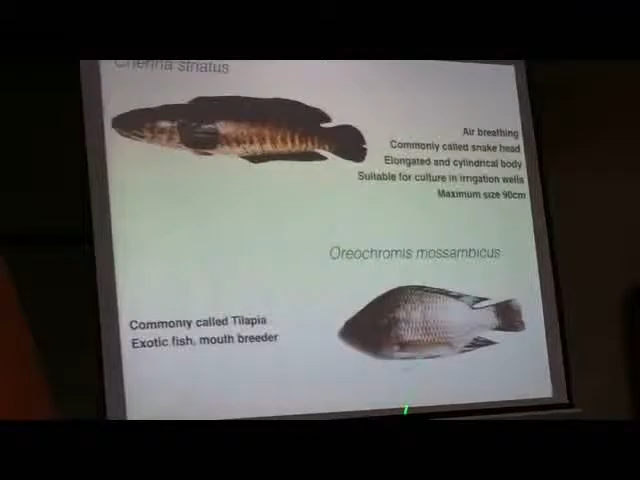 Chenna striatus
Air breathing
Commonly called snake head
Elongated and cylindrical body
Suitable for culture in irrigation wells
Maximum size 90cm
Oreochromis mossambicus
Commonly called Tilapia
Exotic fish, mouth breeder